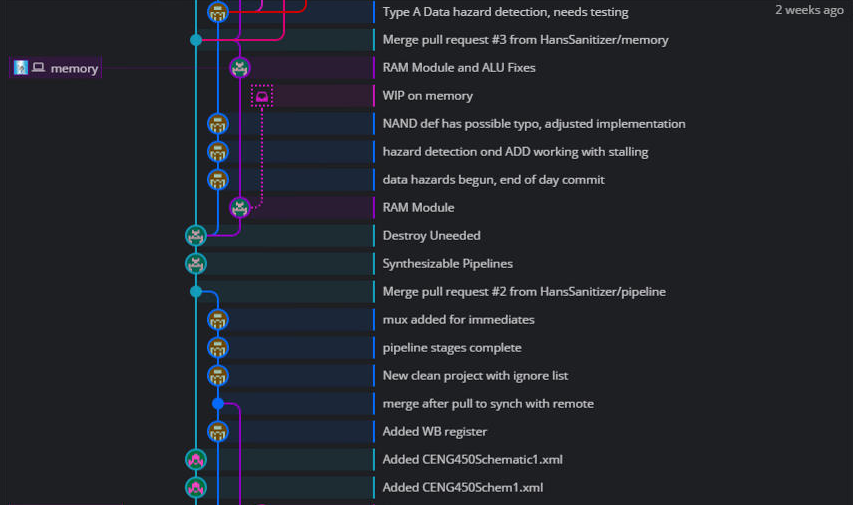 Type A Data hazard detection, needs testing
2 weeks ago
Merge pull request #3 from HansSanitizer/memory
memory
RAM Module and ALU Fixes
WIP on memory
NAND def has possible typo, adjusted implementation
hazard detection ond ADD working with stalling
data hazards begun, end of day commit
RAM Module
Destroy Uneeded
Synthesizable Pipelines
Merge pull request #2 from HansSanitizer/pipeline
mux added for immediates
pipeline stages complete
New clean project with ignore list
merge after pull to synch with remote
Added WB register
Added CENG450Schematic1.xml
Added CENG450Schem1.xml